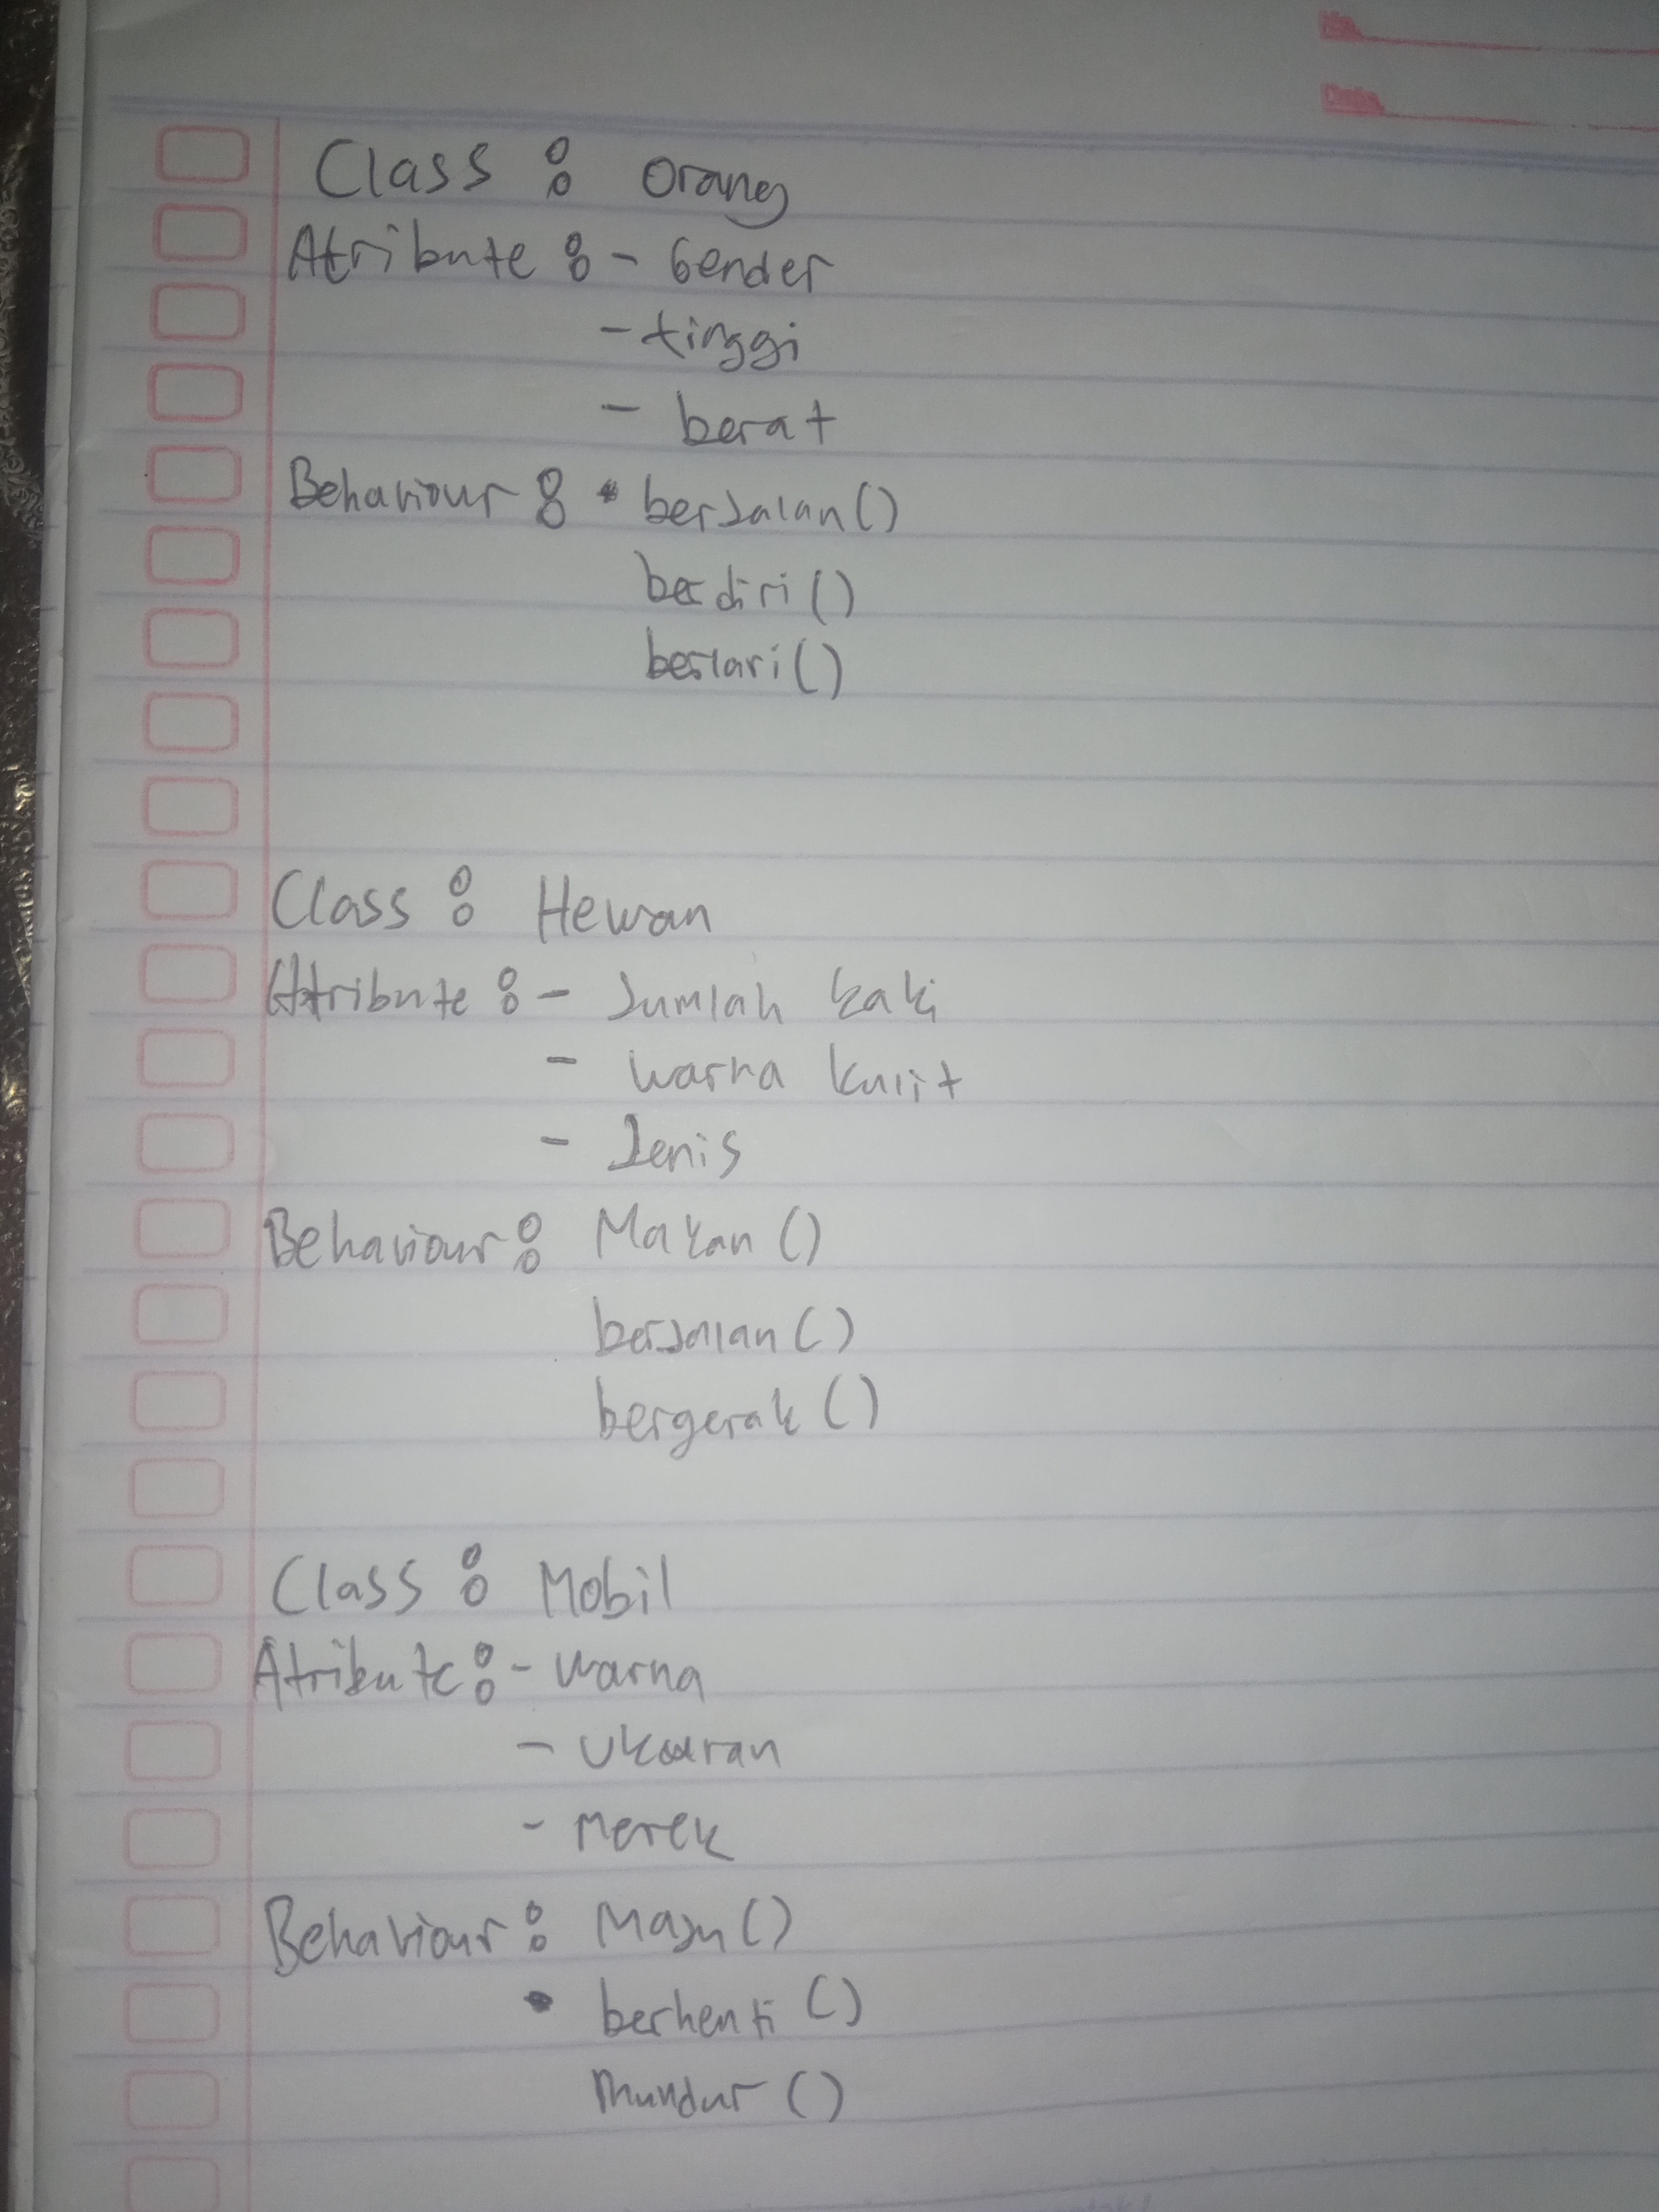 No.
Date
Class : Orang
Atribute : - Gender
- tinggi
- berat
Behaviour : • berJalan()
berdiri()
berlari()
Class : Hewan
Atribute : - Jumlah kaki
- warna kulit
- Jenis
Behaviour : Makan()
berJalan()
bergerak()
Class : Mobil
Atribute : - Warna
- Ukuran
- Merek
Behaviour : Maju()
• berhenti()
Mundur()